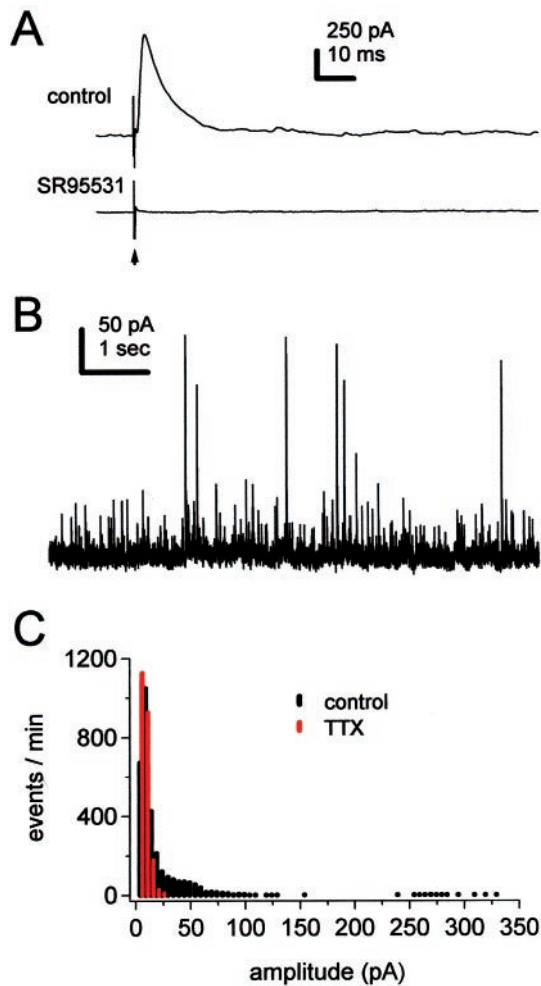 A
250 pA
10 ms
control
SR95531
B
50 pA
1 sec
C
1200
800
400
0
events / min
control
TTX
0 50 100 150 200 250 300 350
amplitude (pA)